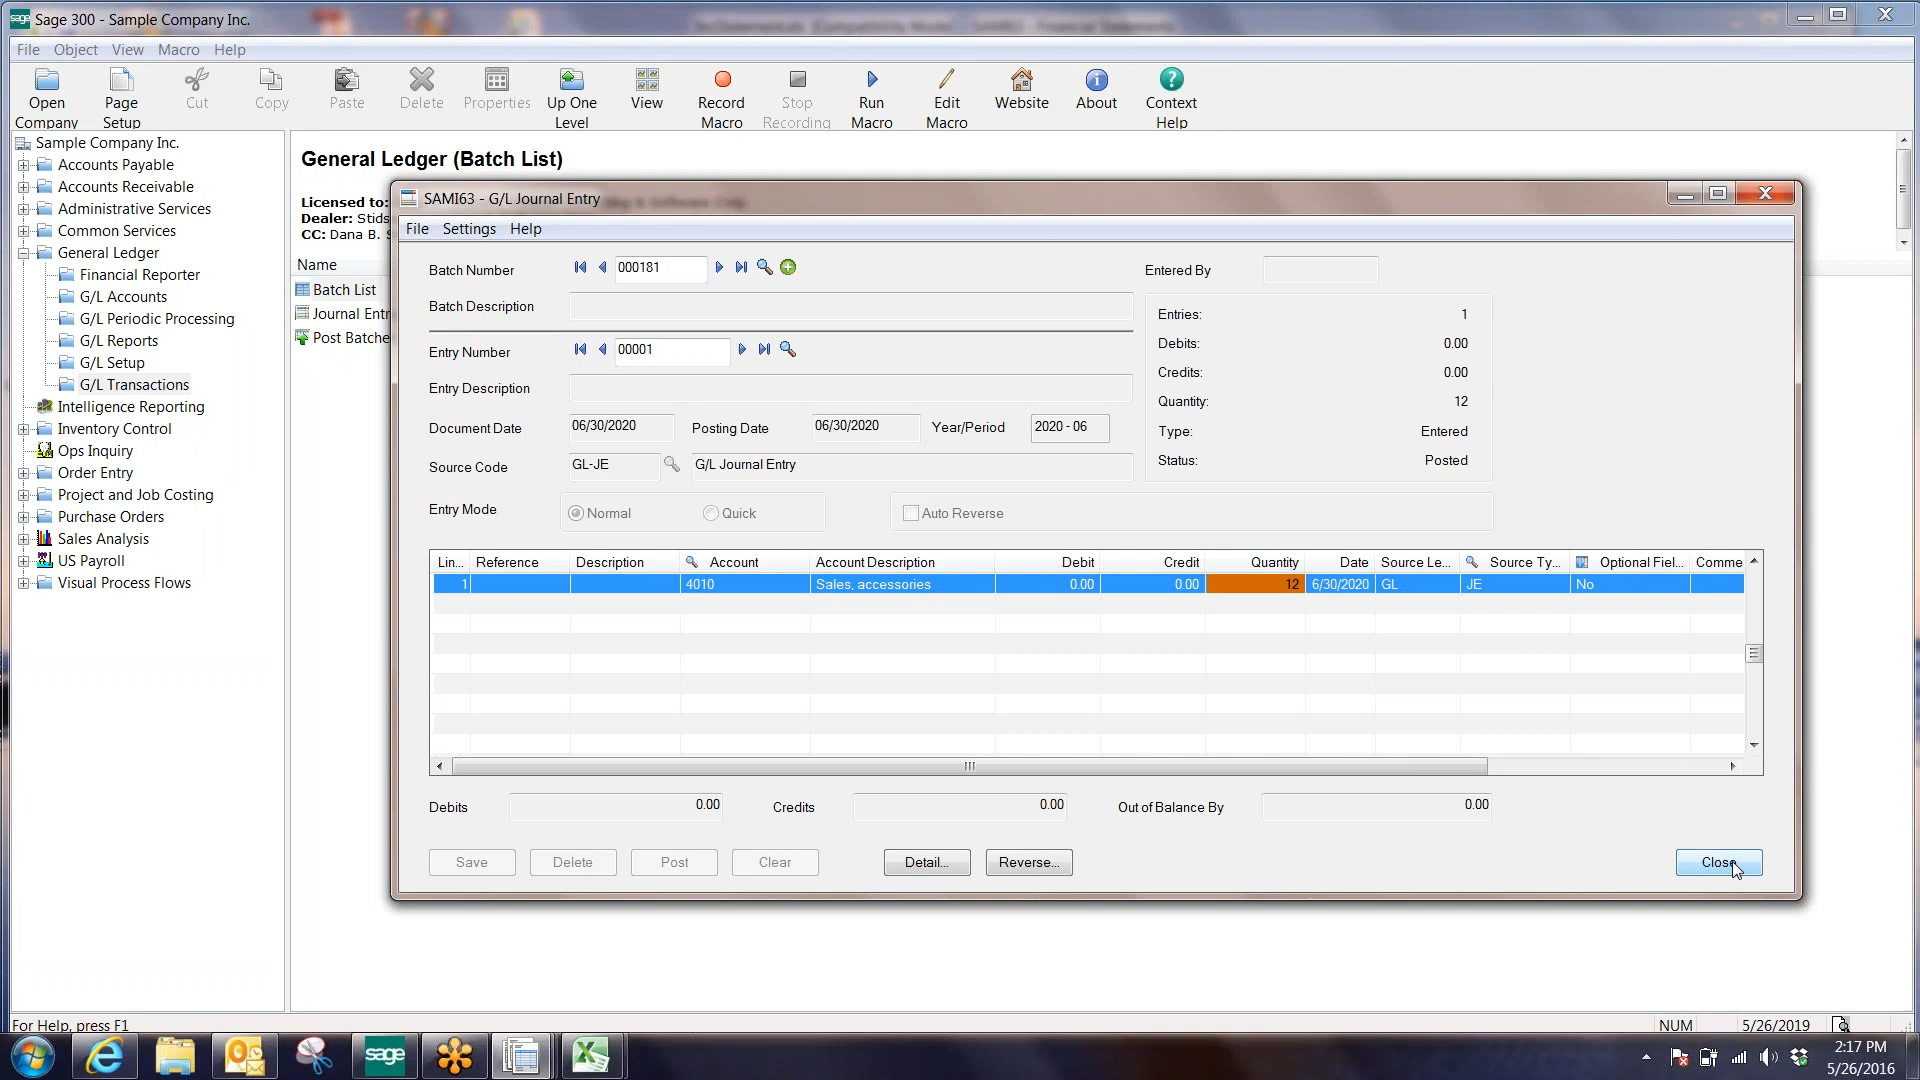 sage Sage 300 - Sample Company Inc.
File Object View Macro Help
Open Company
Page Setup
Cut
Copy
Paste
Delete
Properties
Up One Level
View
Record Macro
Stop Recording
Run Macro
Edit Macro
Website
About
Context Help
Sample Company Inc.
Accounts Payable
Accounts Receivable
Administrative Services
Common Services
General Ledger
Financial Reporter
G/L Accounts
G/L Periodic Processing
G/L Reports
G/L Setup
G/L Transactions
Intelligence Reporting
Inventory Control
Ops Inquiry
Order Entry
Project and Job Costing
Purchase Orders
Sales Analysis
US Payroll
Visual Process Flows
General Ledger (Batch List)
Licensed to:
Dealer: Stids
CC: Dana B. S
Name
Batch List
Journal Entr
Post Batche
SAMI63 - G/L Journal Entry
File Settings Help
Batch Number 000181
Entered By
Batch Description
Entry Number 00001
Entry Description
Document Date 06/30/2020 Posting Date 06/30/2020 Year/Period 2020 - 06
Source Code GL-JE G/L Journal Entry
Entry Mode Normal Quick Auto Reverse
Entries: 1
Debits: 0.00
Credits: 0.00
Quantity: 12
Type: Entered
Status: Posted
Lin... Reference Description Account Account Description Debit Credit Quantity Date Source Le... Source Ty... Optional Fiel... Comme
1 4010 Sales, accessories 0.00 0.00 12 6/30/2020 GL JE No
Debits 0.00 Credits 0.00 Out of Balance By 0.00
Save Delete Post Clear Detail... Reverse... Close
For Help, press F1
NUM 5/26/2019
sage
2:17 PM
5/26/2016